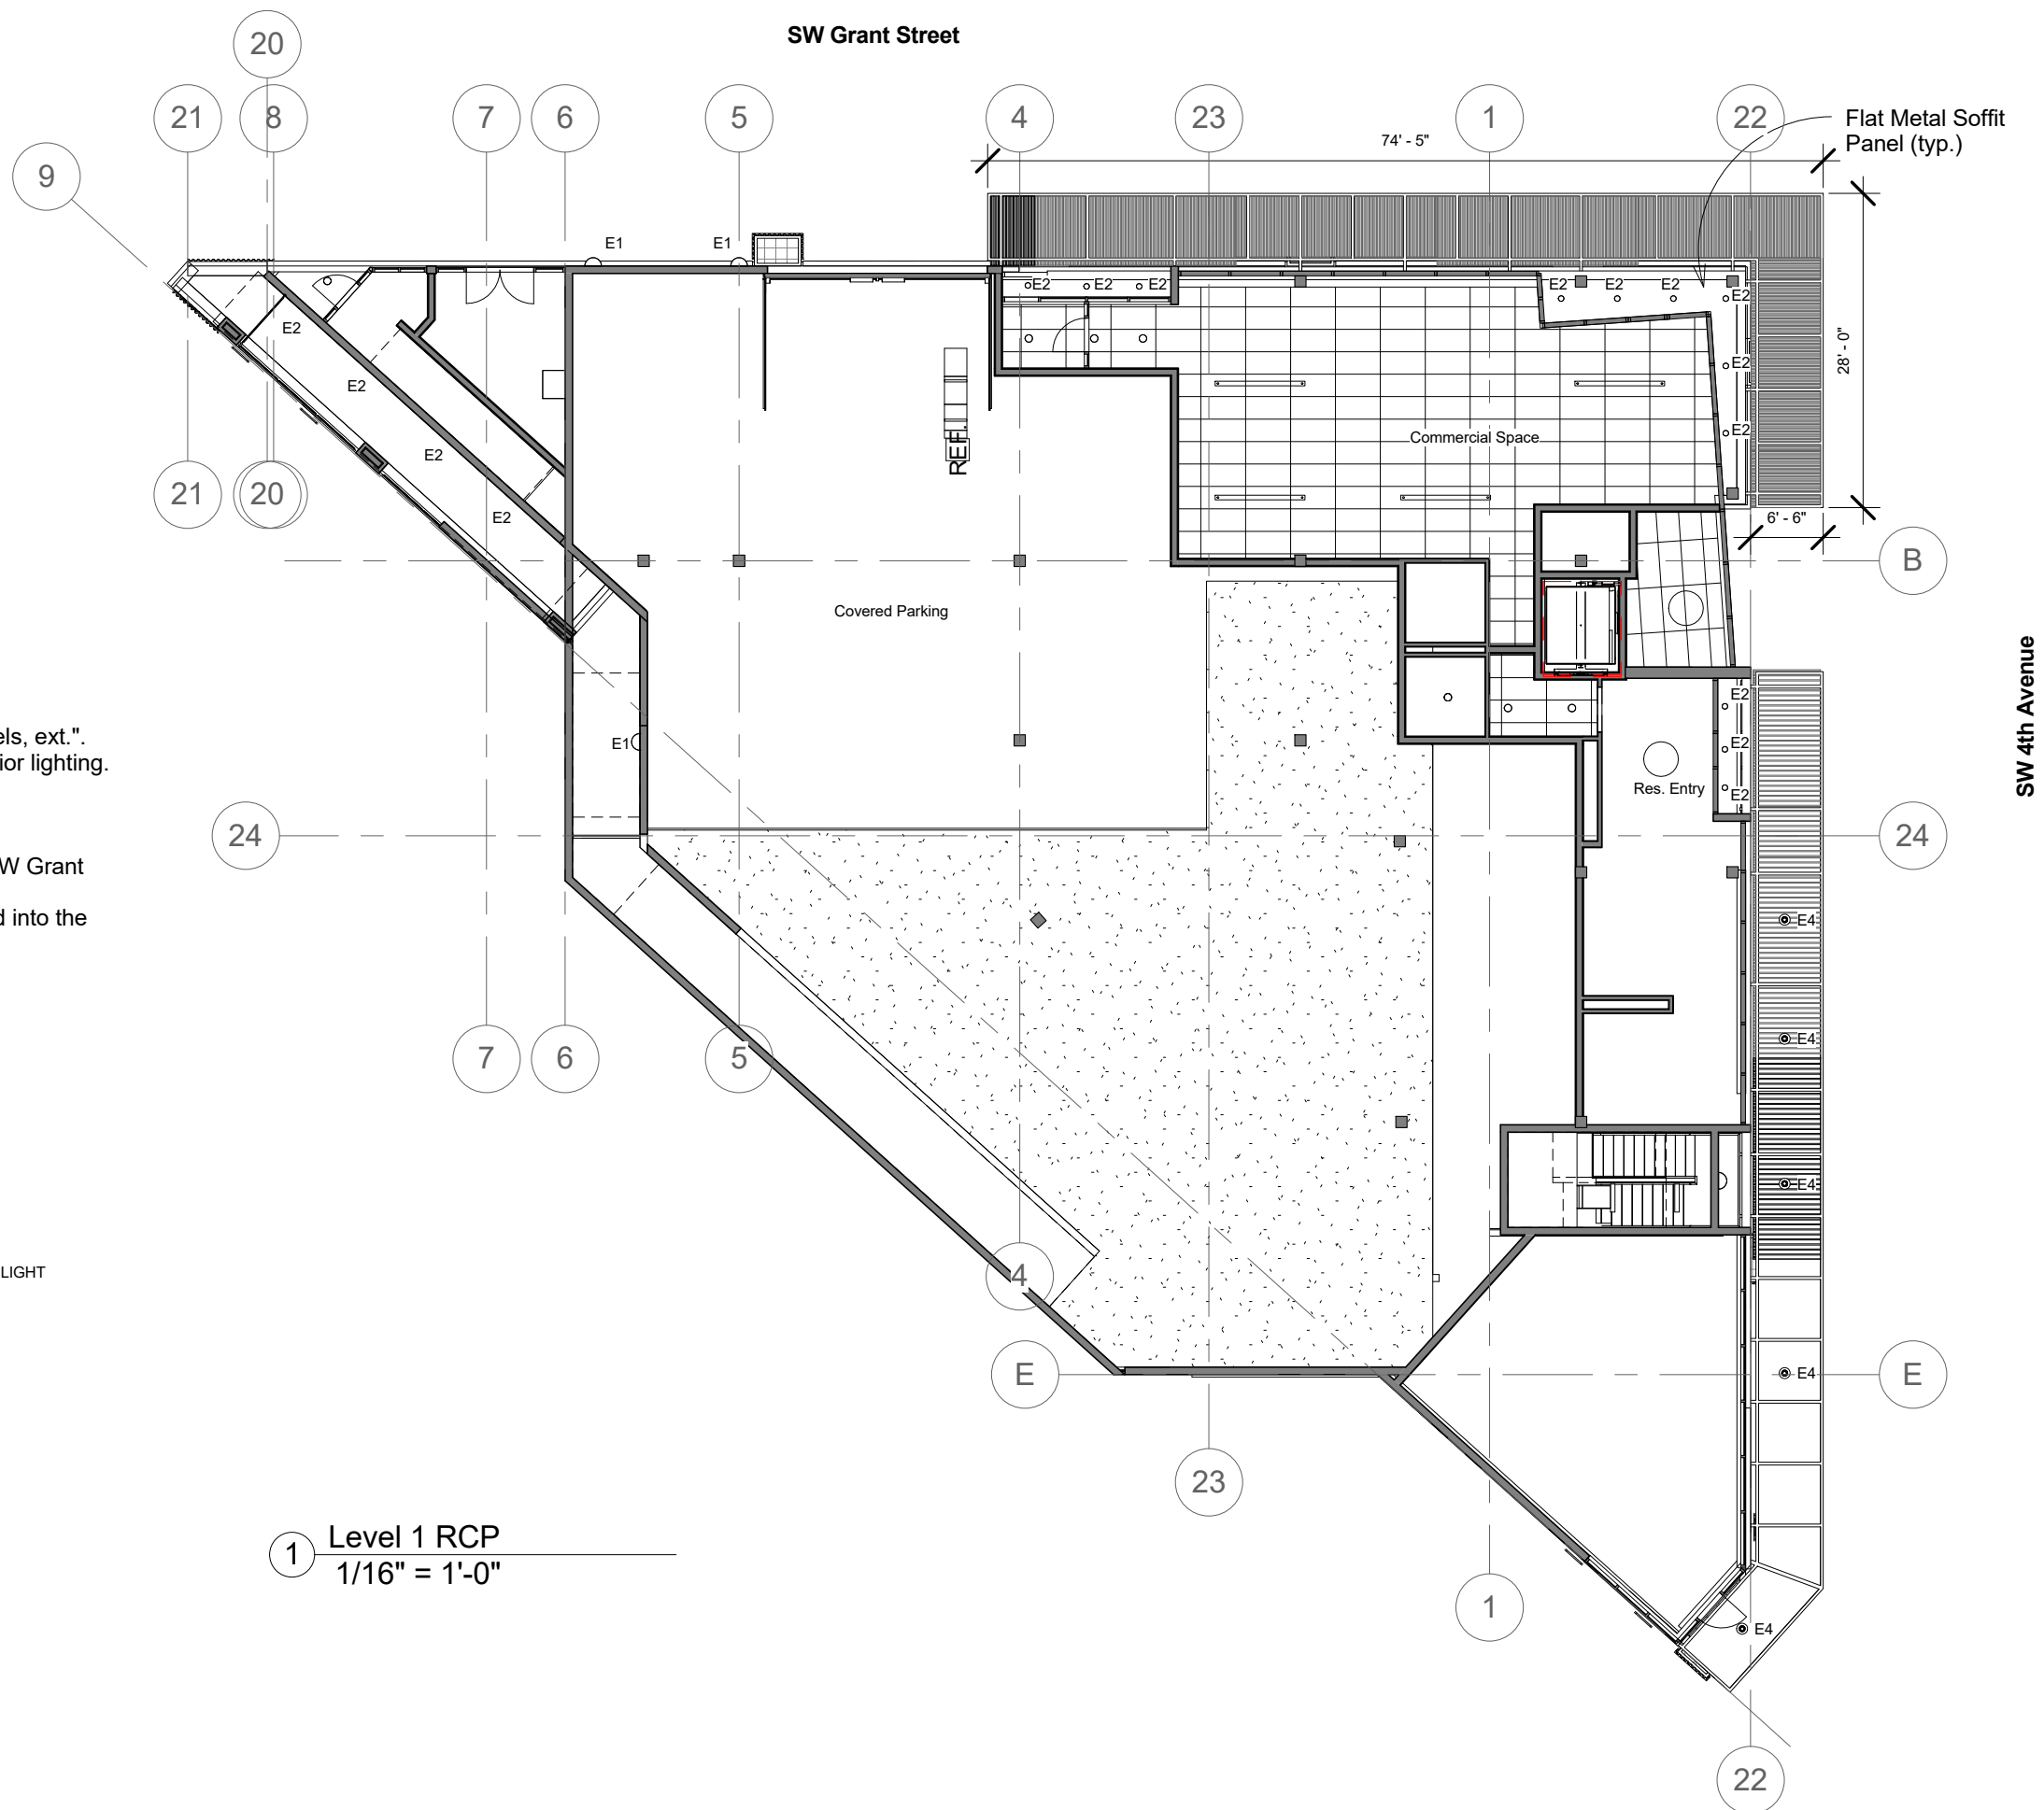 SW Grant Street
20
21
8
7
6
5
4
23
1
22
Flat Metal Soffit
Panel (typ.)
74' - 5"
9
E1
E1
E2
E2
E2
E2
E2
E2
E2
E2
E2
E2
E2
E2
E2
28' - 0"
REF
Commercial Space
21
20
6' - 6"
B
Covered Parking
SW 4th Avenue
els, ext.".
ior lighting.
E1
E2
E2
E2
Res. Entry
24
24
W Grant
d into the
E4
E4
7
6
5
E4
LIGHT
4
E
E4
E
23
1
Level 1 RCP
1/16" = 1'-0"
1
E4
22